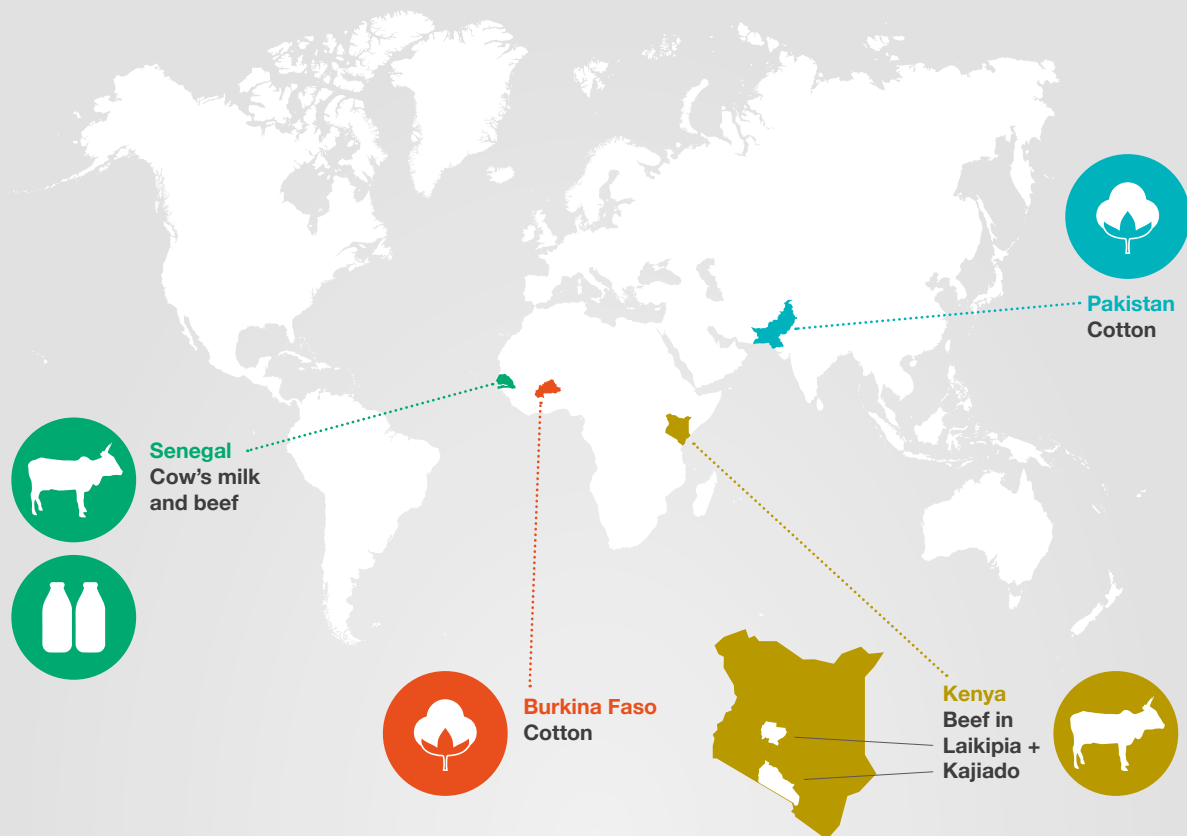 Pakistan
Cotton
Senegal
Cow's milk
and beef
Burkina Faso
Cotton
Kenya
Beef in
Laikipia +
Kajiado